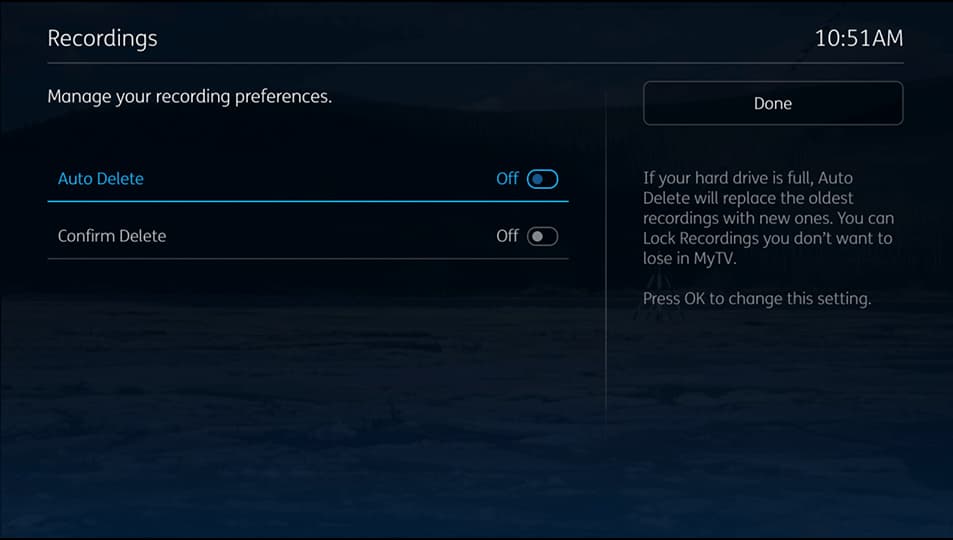 Recordings
10:51AM
Manage your recording preferences.
Done
Auto Delete
Off
Confirm Delete
Off
If your hard drive is full, Auto
Delete will replace the oldest
recordings with new ones. You can
Lock Recordings you don't want to
lose in MyTV.
Press OK to change this setting.